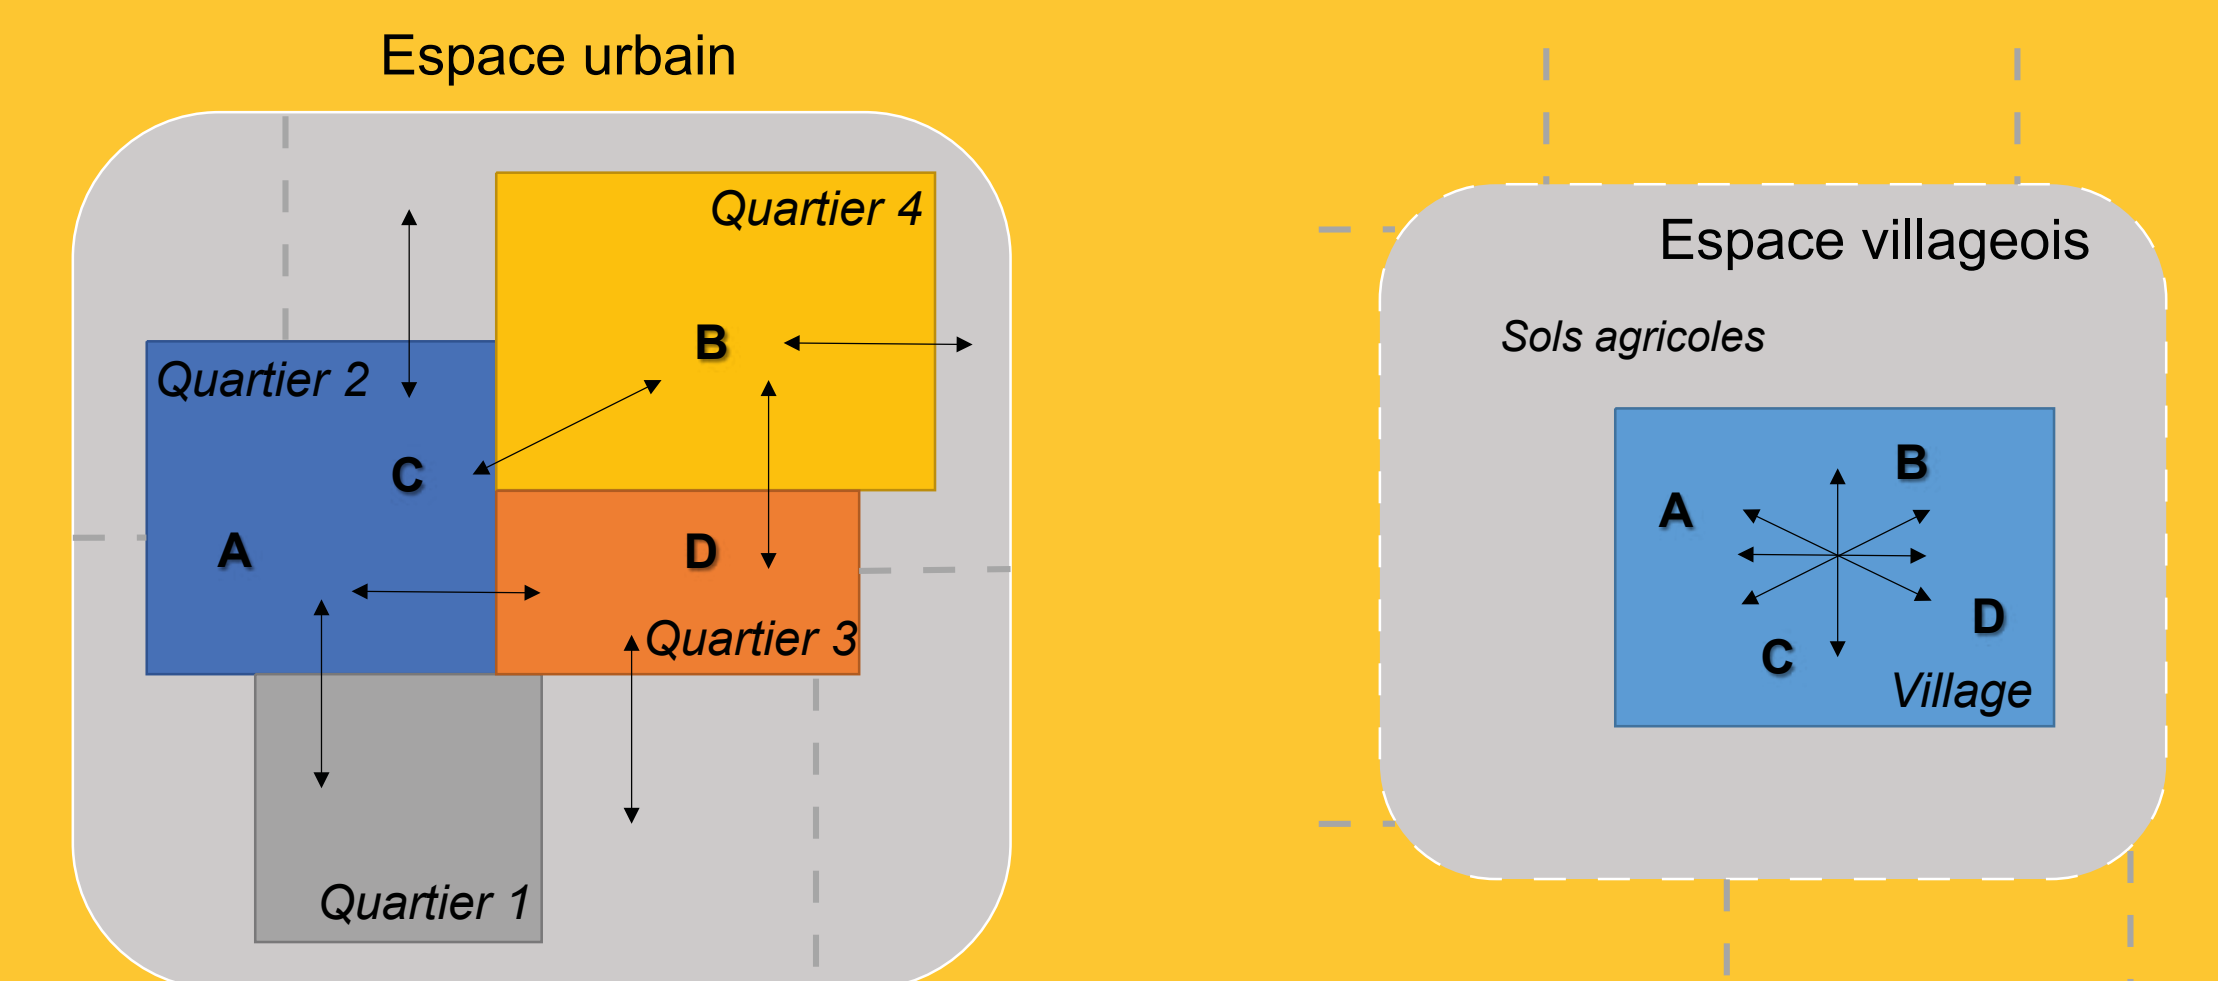 Espace urbain
Quartier 4
Quartier 2
B
C
A
D
Quartier 3
Quartier 1
Espace villageois
Sols agricoles
B
A
D
C
Village